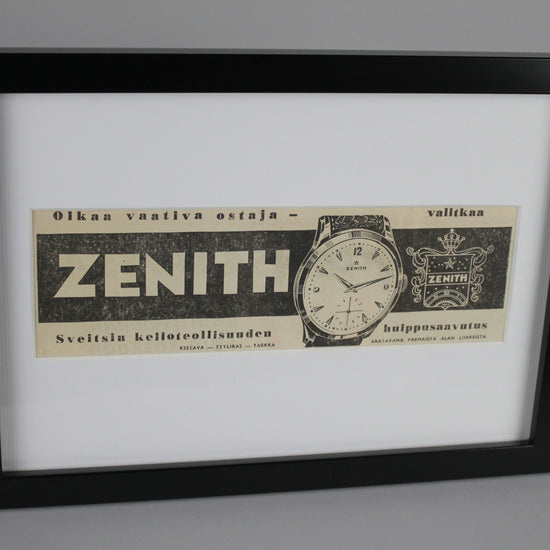 Olkaa vaativa ostaja – valitkaa
ZENITH
12
ZENITH
ZENITH
Sveitsin kelloteollisuuden huippusaavutus
KESTÄVÄ — TYYLIKÄS — TARKKA
SAATAVANA PARHAISTA ALAN LIIKKEISTÄ